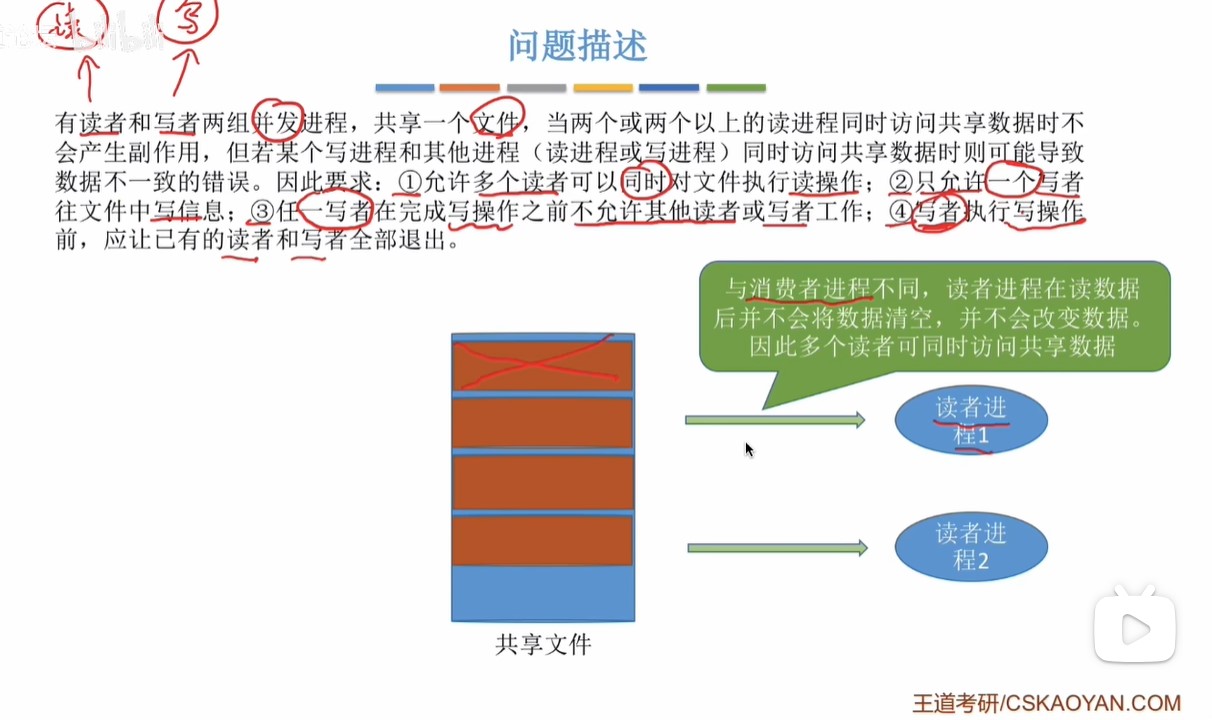 读
写
bilibili
问题描述
有读者和写者两组并发进程，共享一个文件，当两个或两个以上的读进程同时访问共享数据时不
会产生副作用，但若某个写进程和其他进程（读进程或写进程）同时访问共享数据时则可能导致
数据不一致的错误。因此要求：①允许多个读者可以同时对文件执行读操作；②只允许一个写者
往文件中写信息；③任一写者在完成写操作之前不允许其他读者或写者工作；④写者执行写操作
前，应让已有的读者和写者全部退出。
与消费者进程不同，读者进程在读数据
后并不会将数据清空，并不会改变数据。
因此多个读者可同时访问共享数据
读者进
程1
读者进
程2
共享文件
王道考研/CSKAOYAN.COM